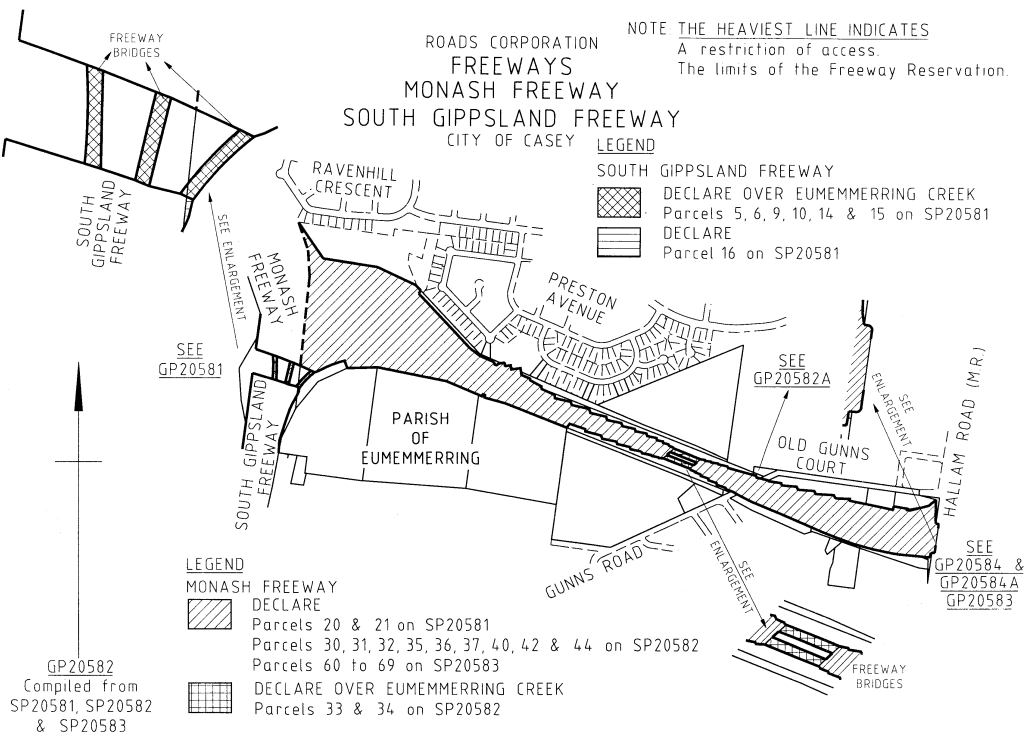 FREEWAY
BRIDGES
ROADS CORPORATION
FREEWAYS
MONASH FREEWAY
SOUTH GIPPSLAND FREEWAY
CITY OF CASEY
NOTE: THE HEAVIEST LINE INDICATES
A restriction of access.
The limits of the Freeway Reservation.
LEGEND
SOUTH GIPPSLAND FREEWAY
DECLARE OVER EUMEMMERRING CREEK
Parcels 5, 6, 9, 10, 14 & 15 on SP20581
DECLARE
Parcel 16 on SP20581
SOUTH
GIPPSLAND
FREEWAY
SEE ENLARGEMENT
RAVENHILL
CRESCENT
MONASH
FREEWAY
PRESTON
AVENUE
SEE
GP20581
SEE
GP20582A
SEE
ENLARGEMENT
HALLAM ROAD (M.R.)
PARISH
OF
EUMEMMERRING
SOUTH GIPPSLAND
FREEWAY
OLD GUNNS
COURT
GUNNS ROAD
SEE
ENLARGEMENT
SEE
GP20584 &
GP20584A
GP20583
LEGEND
MONASH FREEWAY
DECLARE
Parcels 20 & 21 on SP20581
Parcels 30, 31, 32, 35, 36, 37, 40, 42 & 44 on SP20582
Parcels 60 to 69 on SP20583
DECLARE OVER EUMEMMERRING CREEK
Parcels 33 & 34 on SP20582
FREEWAY
BRIDGES
GP20582
Compiled from
SP20581, SP20582
& SP20583